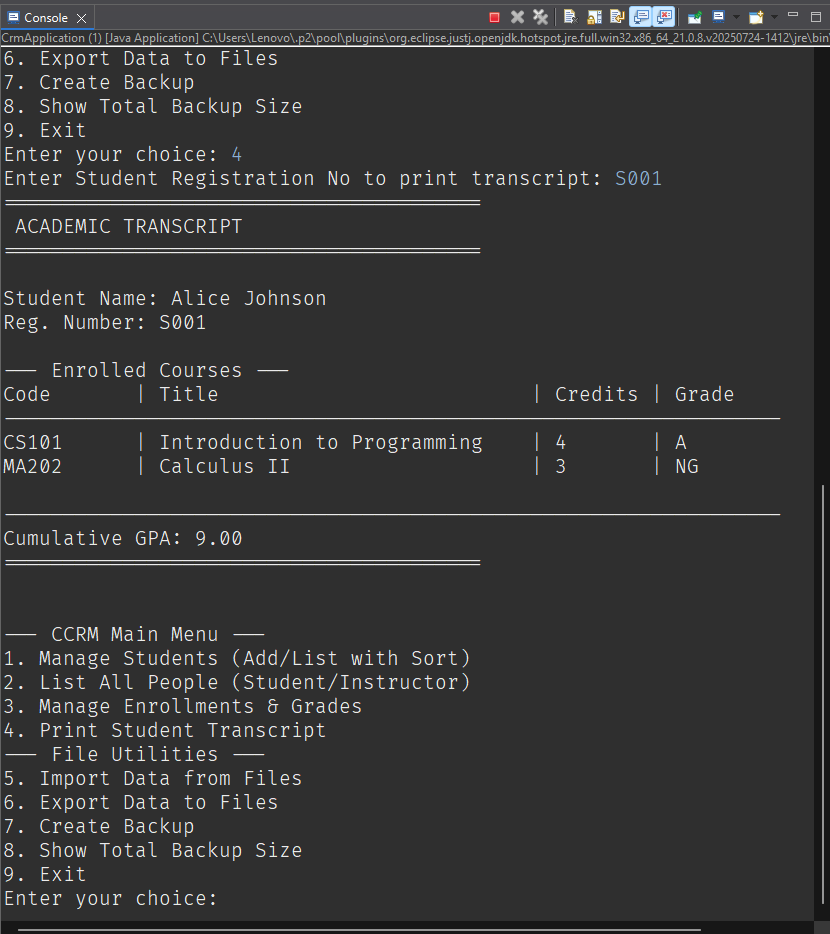 Console
CrmApplication (1) [Java Application] C:\Users\Lenovo\.p2\pool\plugins\org.eclipse.justj.openjdk.hotspot.jre.full.win32.x86_64_21.0.8.v20250724-1412\jre\bin
6. Export Data to Files
7. Create Backup
8. Show Total Backup Size
9. Exit
Enter your choice: 4
Enter Student Registration No to print transcript: S001
========================================
 ACADEMIC TRANSCRIPT
========================================
Student Name: Alice Johnson
Reg. Number: S001
--- Enrolled Courses ---
Code | Title | Credits | Grade
-----------------------------------------------------------------
CS101 | Introduction to Programming | 4 | A
MA202 | Calculus II | 3 | NG
-----------------------------------------------------------------
Cumulative GPA: 9.00
========================================
--- CCRM Main Menu ---
1. Manage Students (Add/List with Sort)
2. List All People (Student/Instructor)
3. Manage Enrollments & Grades
4. Print Student Transcript
--- File Utilities ---
5. Import Data from Files
6. Export Data to Files
7. Create Backup
8. Show Total Backup Size
9. Exit
Enter your choice: